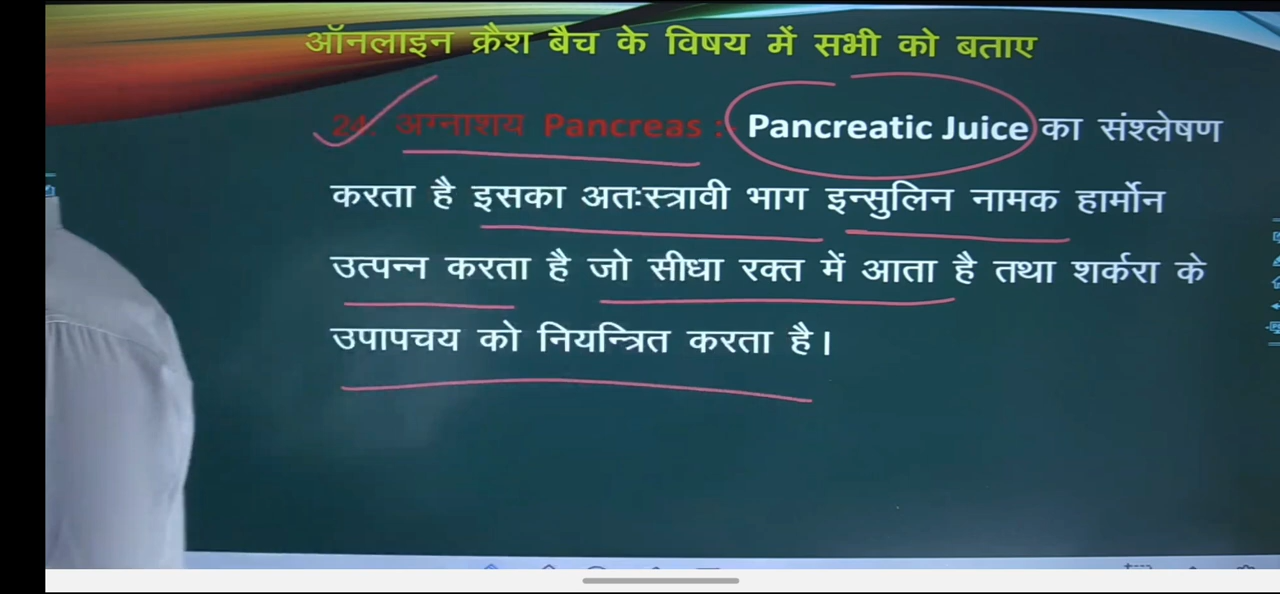 ऑनलाइन क्रैश बैच के विषय में सभी को बताए
24. अग्नाशय Pancreas :- Pancreatic Juice का संश्लेषण
करता है इसका अतःस्त्रावी भाग इन्सुलिन नामक हार्मोन
उत्पन्न करता है जो सीधा रक्त में आता है तथा शर्करा के
उपापचय को नियन्त्रित करता है।